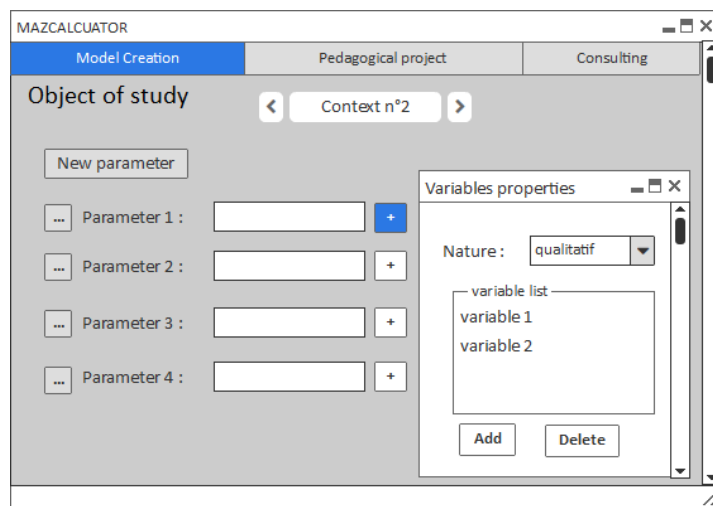 MAZCALCUATOR
Model Creation
Pedagogical project
Consulting
Object of study
Context n°2
New parameter
... Parameter 1 : +
... Parameter 2 : +
... Parameter 3 : +
... Parameter 4 : +
Variables properties
Nature : qualitatif
variable list
variable 1
variable 2
Add
Delete